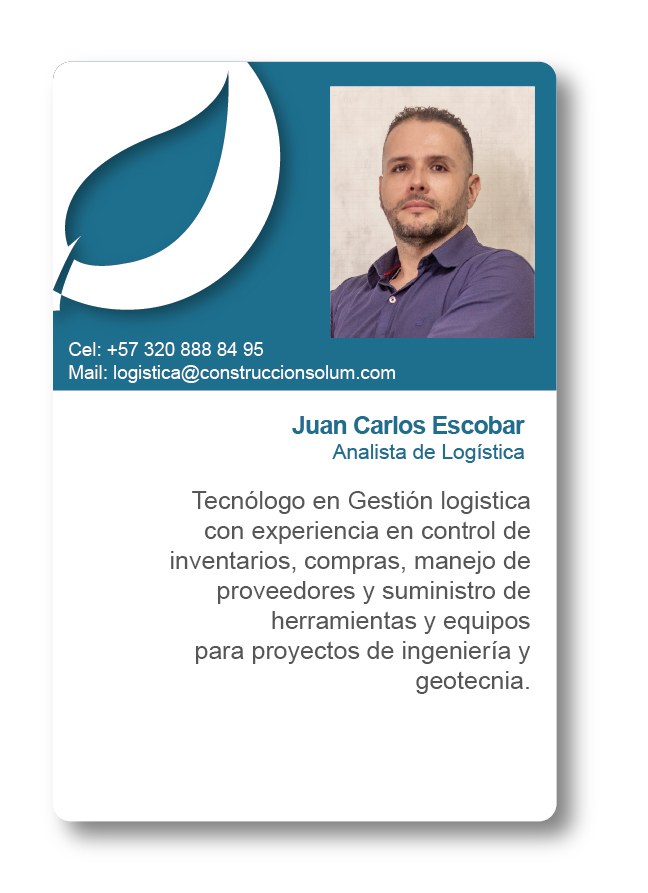 Cel: +57 320 888 84 95
Mail: logistica@construccionsolum.com
Juan Carlos Escobar
Analista de Logística
Tecnólogo en Gestión logistica
con experiencia en control de
inventarios, compras, manejo de
proveedores y suministro de
herramientas y equipos
para proyectos de ingeniería y
geotecnia.